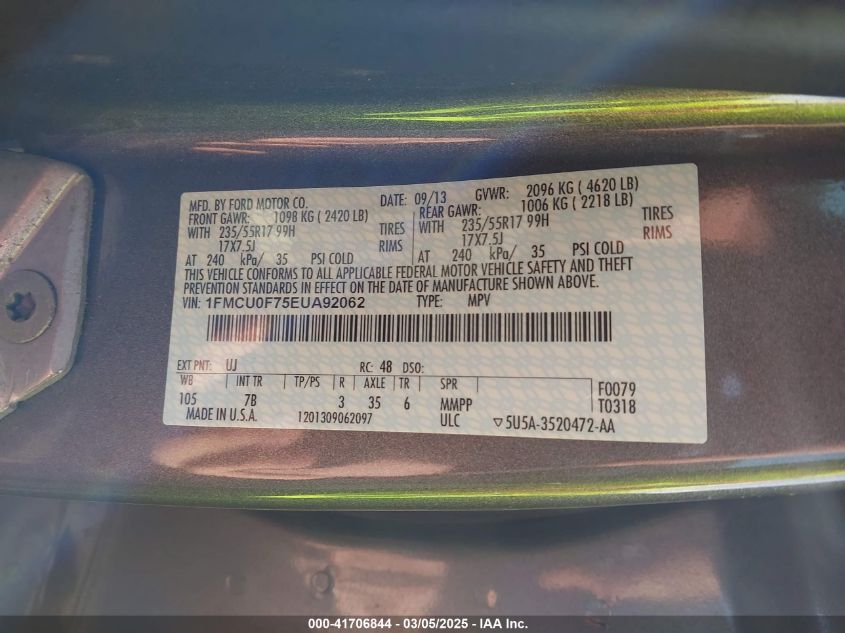 MFD. BY FORD MOTOR CO. DATE: 09/13 GVWR: 2096 KG ( 4620 LB)
FRONT GAWR: 1098 KG ( 2420 LB) REAR GAWR: 1006 KG ( 2218 LB)
WITH 235/55R17 99H TIRES WITH 235/55R17 99H TIRES
17X7.5J RIMS 17X7.5J RIMS
AT 240 kPa/ 35 PSI COLD AT 240 kPa/ 35 PSI COLD
THIS VEHICLE CONFORMS TO ALL APPLICABLE FEDERAL MOTOR VEHICLE SAFETY AND THEFT
PREVENTION STANDARDS IN EFFECT ON THE DATE OF MANUFACTURE SHOWN ABOVE.
VIN: 1FMCU0F75EUA92062 TYPE: MPV
EXT PNT: UJ RC: 48 DSO:
WB INT TR TP/PS R AXLE TR SPR F0079
105 7B 3 35 6 MMPP T0318
MADE IN U.S.A. 1201309062097 ULC ▽5U5A-3520472-AA
000-41706844 - 03/05/2025 - IAA Inc.